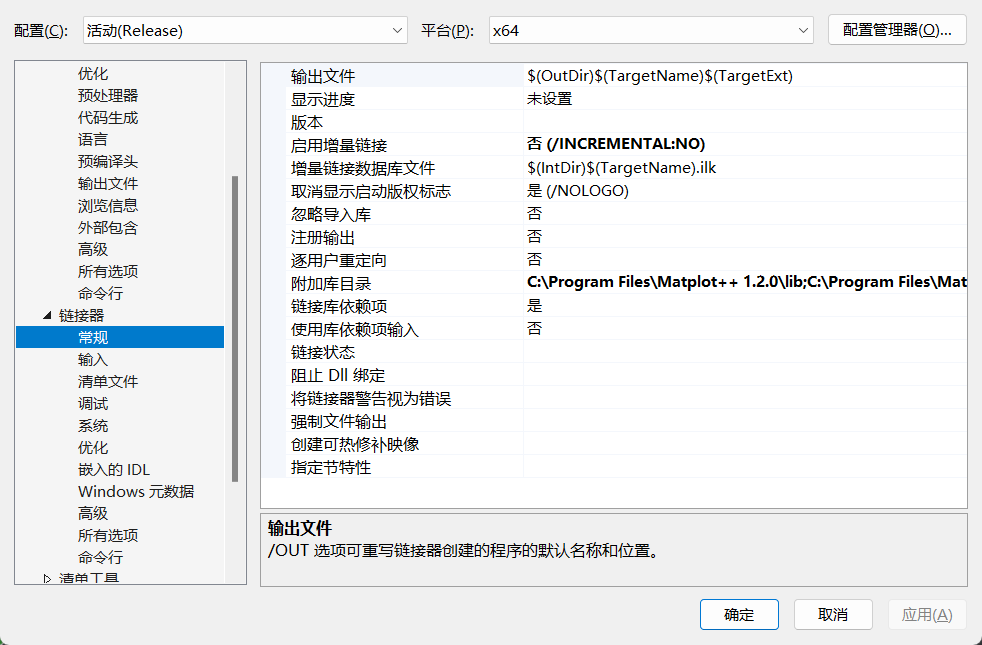 配置(C): 活动(Release) 平台(P): x64 配置管理器(O)...
优化
预处理器
代码生成
语言
预编译头
输出文件
浏览信息
外部包含
高级
所有选项
命令行
链接器
常规
输入
清单文件
调试
系统
优化
嵌入的 IDL
Windows 元数据
高级
所有选项
命令行
清单工具
输出文件 $(OutDir)$(TargetName)$(TargetExt)
显示进度 未设置
版本
启用增量链接 否 (/INCREMENTAL:NO)
增量链接数据库文件 $(IntDir)$(TargetName).ilk
取消显示启动版权标志 是 (/NOLOGO)
忽略导入库 否
注册输出 否
逐用户重定向 否
附加库目录 C:\Program Files\Matplot++ 1.2.0\lib;C:\Program Files\Mat
链接库依赖项 是
使用库依赖项输入 否
链接状态
阻止 Dll 绑定
将链接器警告视为错误
强制文件输出
创建可热修补映像
指定节特性
输出文件
/OUT 选项可重写链接器创建的程序的默认名称和位置。
确定 取消 应用(A)